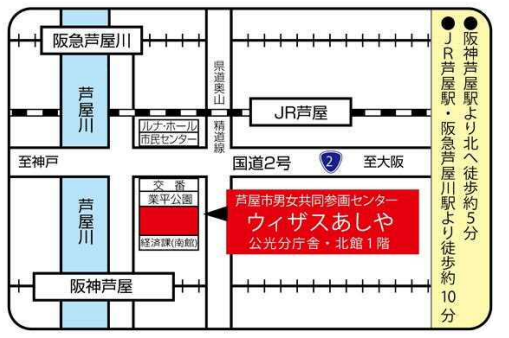 阪急芦屋川
芦屋川
県道奥山
精道線
JR芦屋
ルナ・ホール
市民センター
至神戸
国道2号
2
至大阪
芦屋川
交番
業平公園
経済課(南館)
芦屋市男女共同参画センター
ウィザスあしや
公光分庁舎・北館1階
阪神芦屋
●阪神芦屋駅より北へ徒歩約5分
●JR芦屋駅・阪急芦屋川駅より徒歩約10分